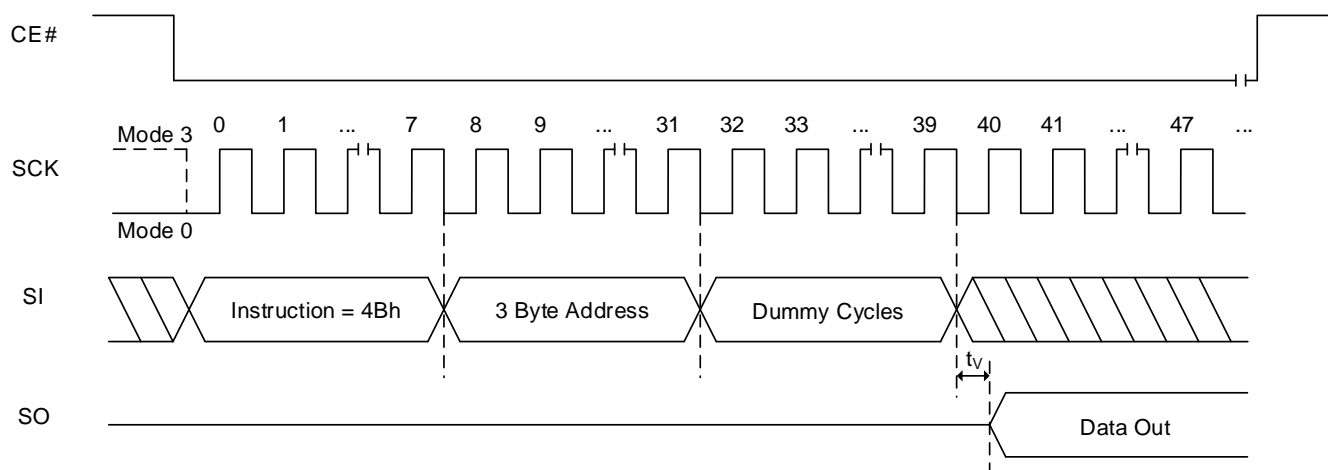 CE#
Mode 3 0 1 ... 7 8 9 ... 31 32 33 ... 39 40 41 ... 47 ...
SCK
Mode 0
SI Instruction = 4Bh 3 Byte Address Dummy Cycles
tV
SO Data Out